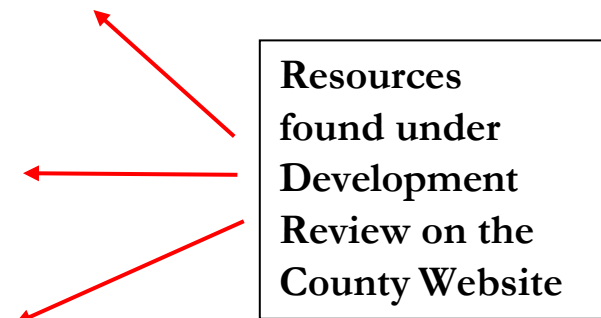 Resources
found under
Development
Review on the
County Website